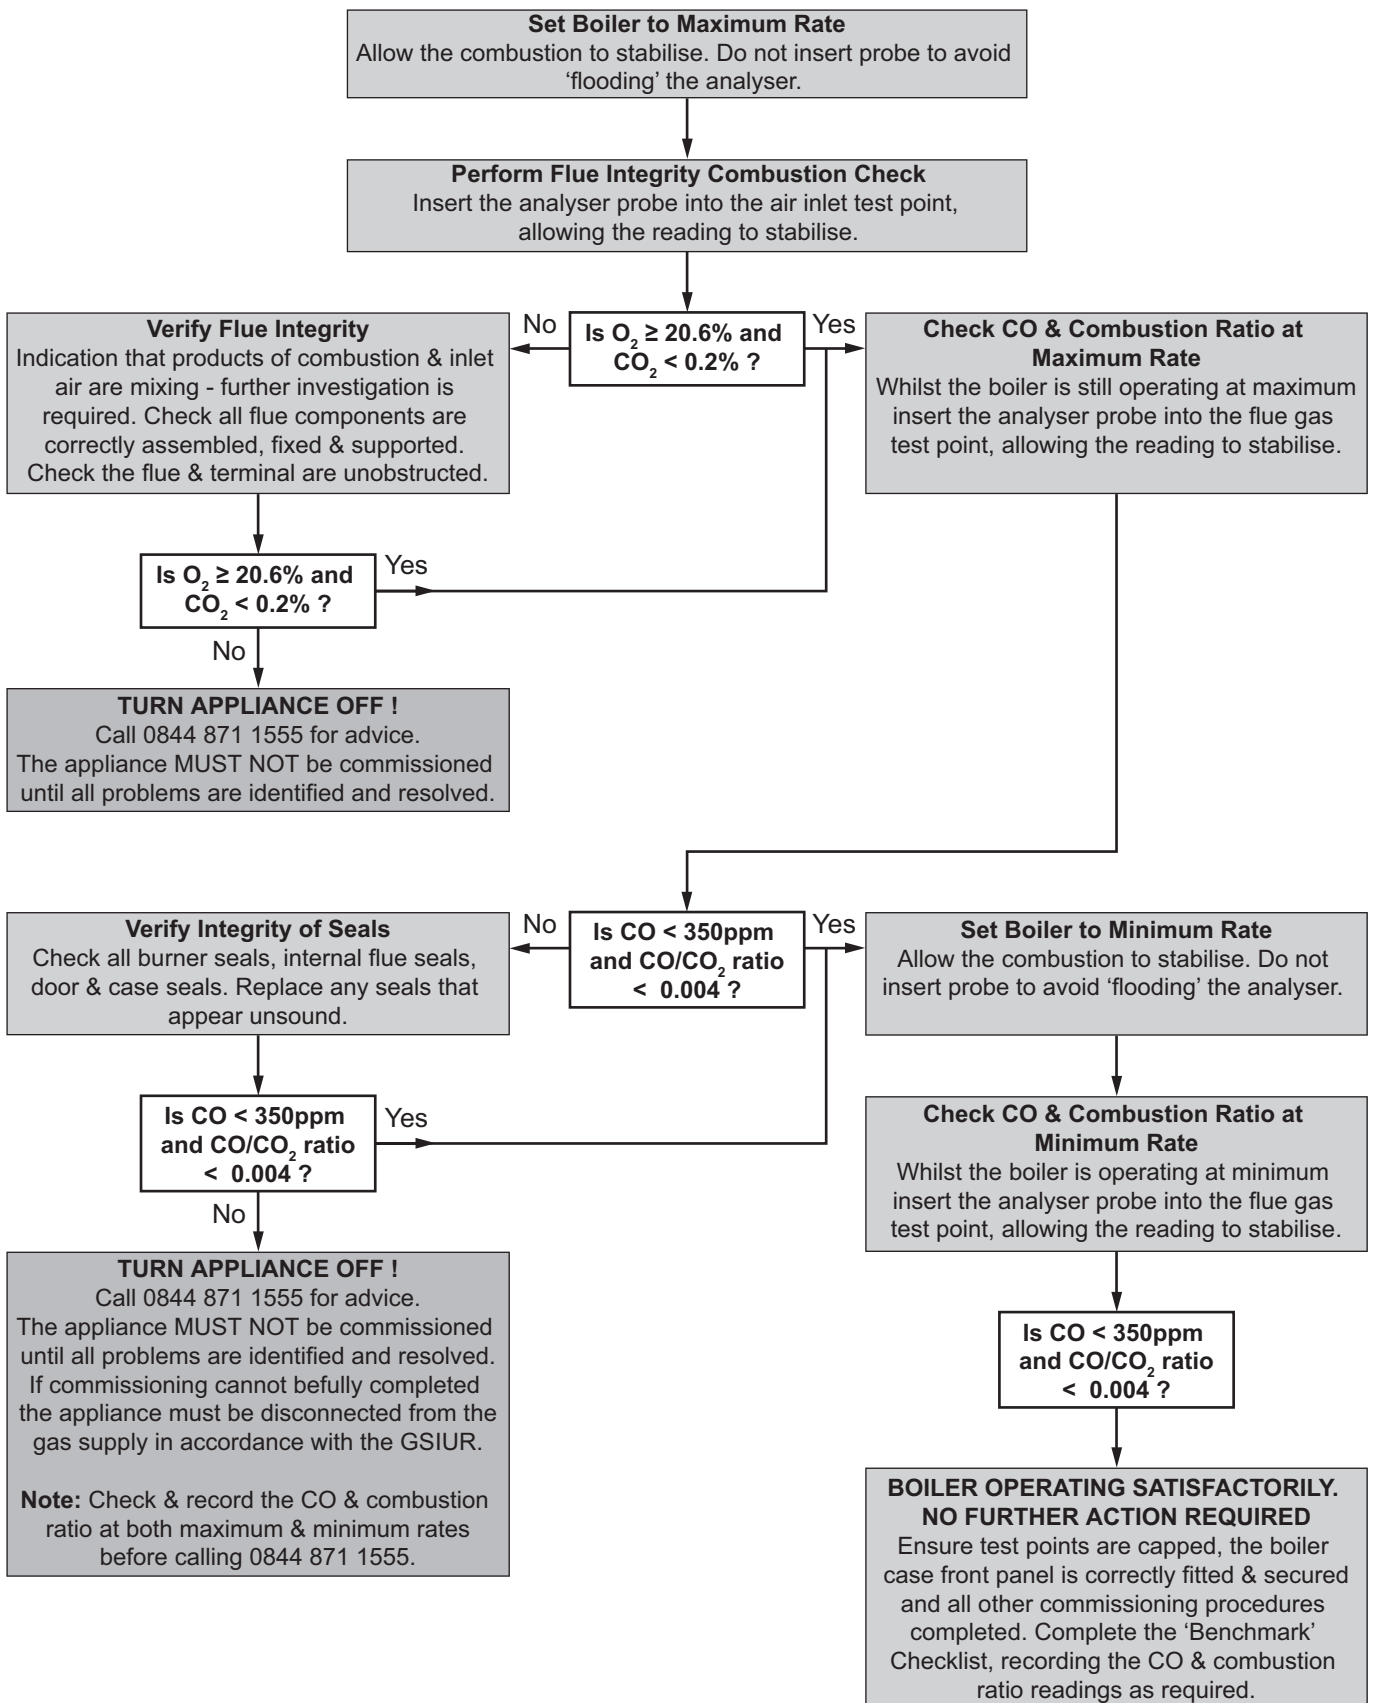 Set Boiler to Maximum Rate
Allow the combustion to stabilise. Do not insert probe to avoid
‘flooding’ the analyser.
Perform Flue Integrity Combustion Check
Insert the analyser probe into the air inlet test point,
allowing the reading to stabilise.
Verify Flue Integrity
Indication that products of combustion & inlet
air are mixing - further investigation is
required. Check all flue components are
correctly assembled, fixed & supported.
Check the flue & terminal are unobstructed.
No
Is O₂ ≥ 20.6% and
CO₂ < 0.2% ?
Yes
Check CO & Combustion Ratio at
Maximum Rate
Whilst the boiler is still operating at maximum
insert the analyser probe into the flue gas
test point, allowing the reading to stabilise.
Is O₂ ≥ 20.6% and
CO₂ < 0.2% ?
Yes
No
TURN APPLIANCE OFF !
Call 0844 871 1555 for advice.
The appliance MUST NOT be commissioned
until all problems are identified and resolved.
Verify Integrity of Seals
Check all burner seals, internal flue seals,
door & case seals. Replace any seals that
appear unsound.
No
Is CO < 350ppm
and CO/CO₂ ratio
< 0.004 ?
Yes
Set Boiler to Minimum Rate
Allow the combustion to stabilise. Do not
insert probe to avoid ‘flooding’ the analyser.
Is CO < 350ppm
and CO/CO₂ ratio
< 0.004 ?
Yes
No
Check CO & Combustion Ratio at
Minimum Rate
Whilst the boiler is operating at minimum
insert the analyser probe into the flue gas
test point, allowing the reading to stabilise.
TURN APPLIANCE OFF !
Call 0844 871 1555 for advice.
The appliance MUST NOT be commissioned
until all problems are identified and resolved.
If commissioning cannot befully completed
the appliance must be disconnected from the
gas supply in accordance with the GSIUR.
Note: Check & record the CO & combustion
ratio at both maximum & minimum rates
before calling 0844 871 1555.
Is CO < 350ppm
and CO/CO₂ ratio
< 0.004 ?
BOILER OPERATING SATISFACTORILY.
NO FURTHER ACTION REQUIRED
Ensure test points are capped, the boiler
case front panel is correctly fitted & secured
and all other commissioning procedures
completed. Complete the ‘Benchmark’
Checklist, recording the CO & combustion
ratio readings as required.